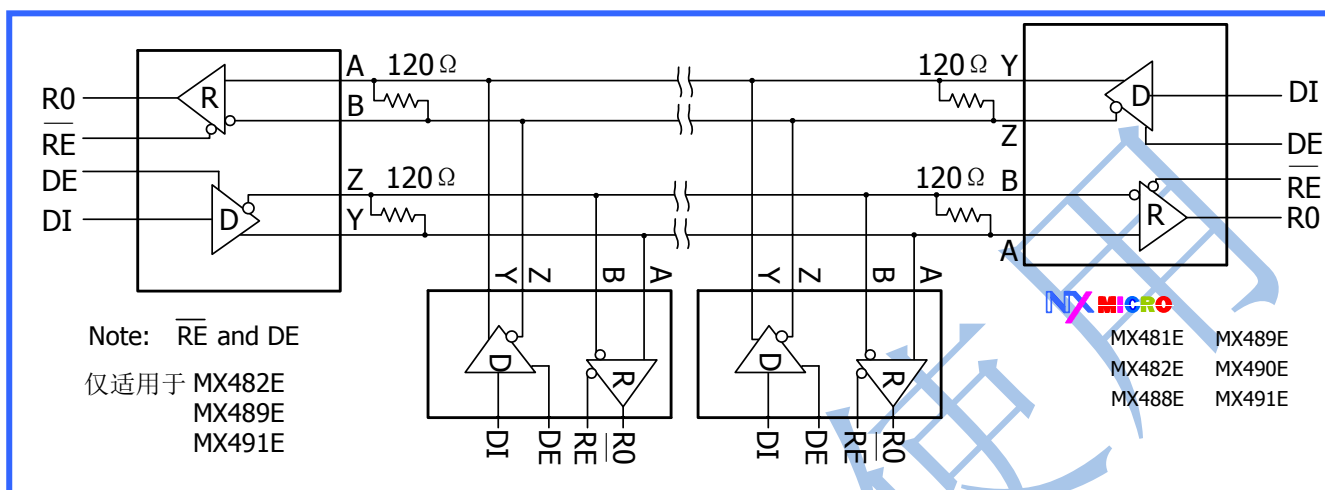 A
120Ω
B
R
R0
RE
DE
DI
D
Z
120Ω
Y
120Ω
Y
Z
D
DI
DE
RE
R0
120Ω
B
A
R
Y
Z
B
A
D
R
DI
DE
RE
R0
Y
Z
B
A
D
R
DI
DE
RE
R0
Note: RE and DE
仅适用于 MX482E
MX489E
MX491E
NX MICRO
MX481E MX489E
MX482E MX490E
MX488E MX491E
使用